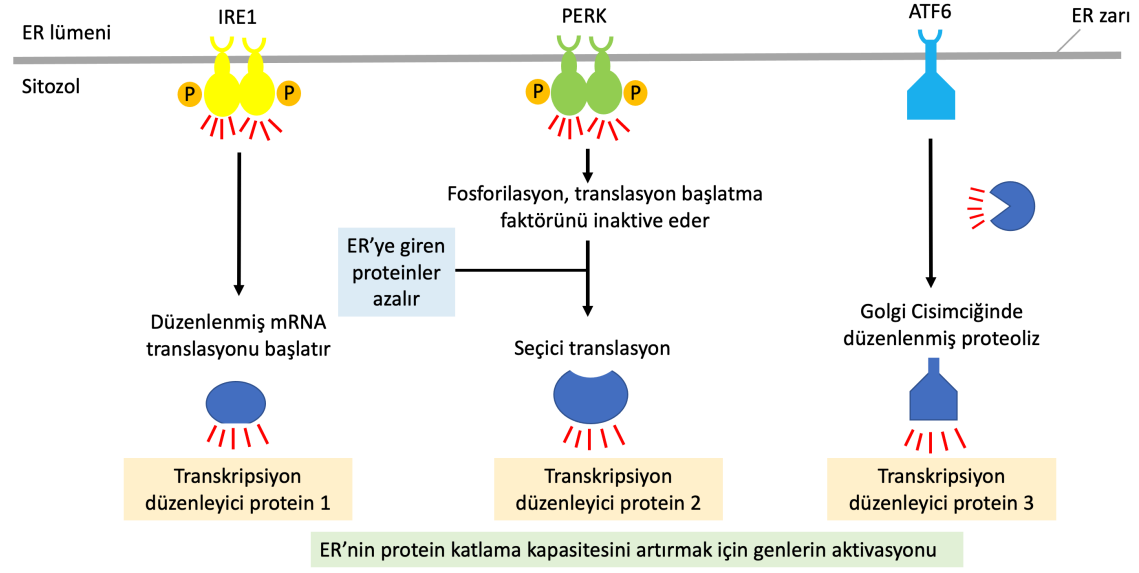 IRE1
PERK
ATF6
ER zarı
ER lümeni
Sitozol
P
P
P
P
Fosforilasyon, translasyon başlatma
faktörünü inaktive eder
ER’ye giren
proteinler
azalır
Düzenlenmiş mRNA
translasyonu başlatır
Seçici translasyon
Golgi Cisimciğinde
düzenlenmiş proteoliz
Transkripsiyon
düzenleyici protein 1
Transkripsiyon
düzenleyici protein 2
Transkripsiyon
düzenleyici protein 3
ER’nin protein katlama kapasitesini artırmak için genlerin aktivasyonu